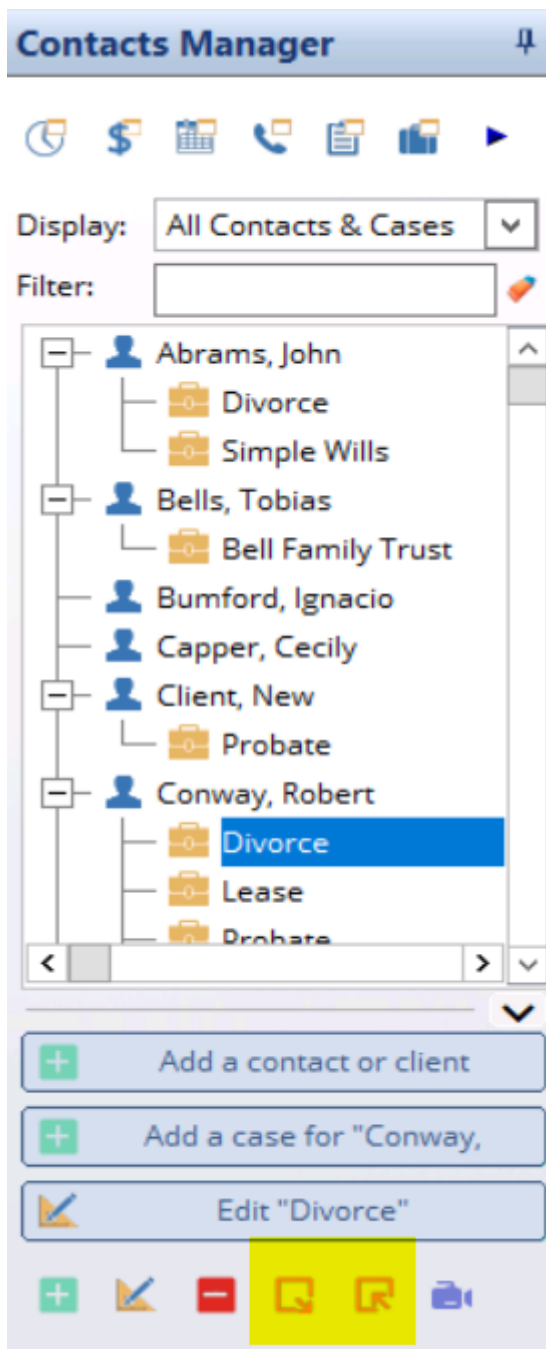 Contacts Manager
Display: All Contacts & Cases
Filter:
Abrams, John
Divorce
Simple Wills
Bells, Tobias
Bell Family Trust
Bumford, Ignacio
Capper, Cecily
Client, New
Probate
Conway, Robert
Divorce
Lease
Probate
Add a contact or client
Add a case for "Conway,
Edit "Divorce"